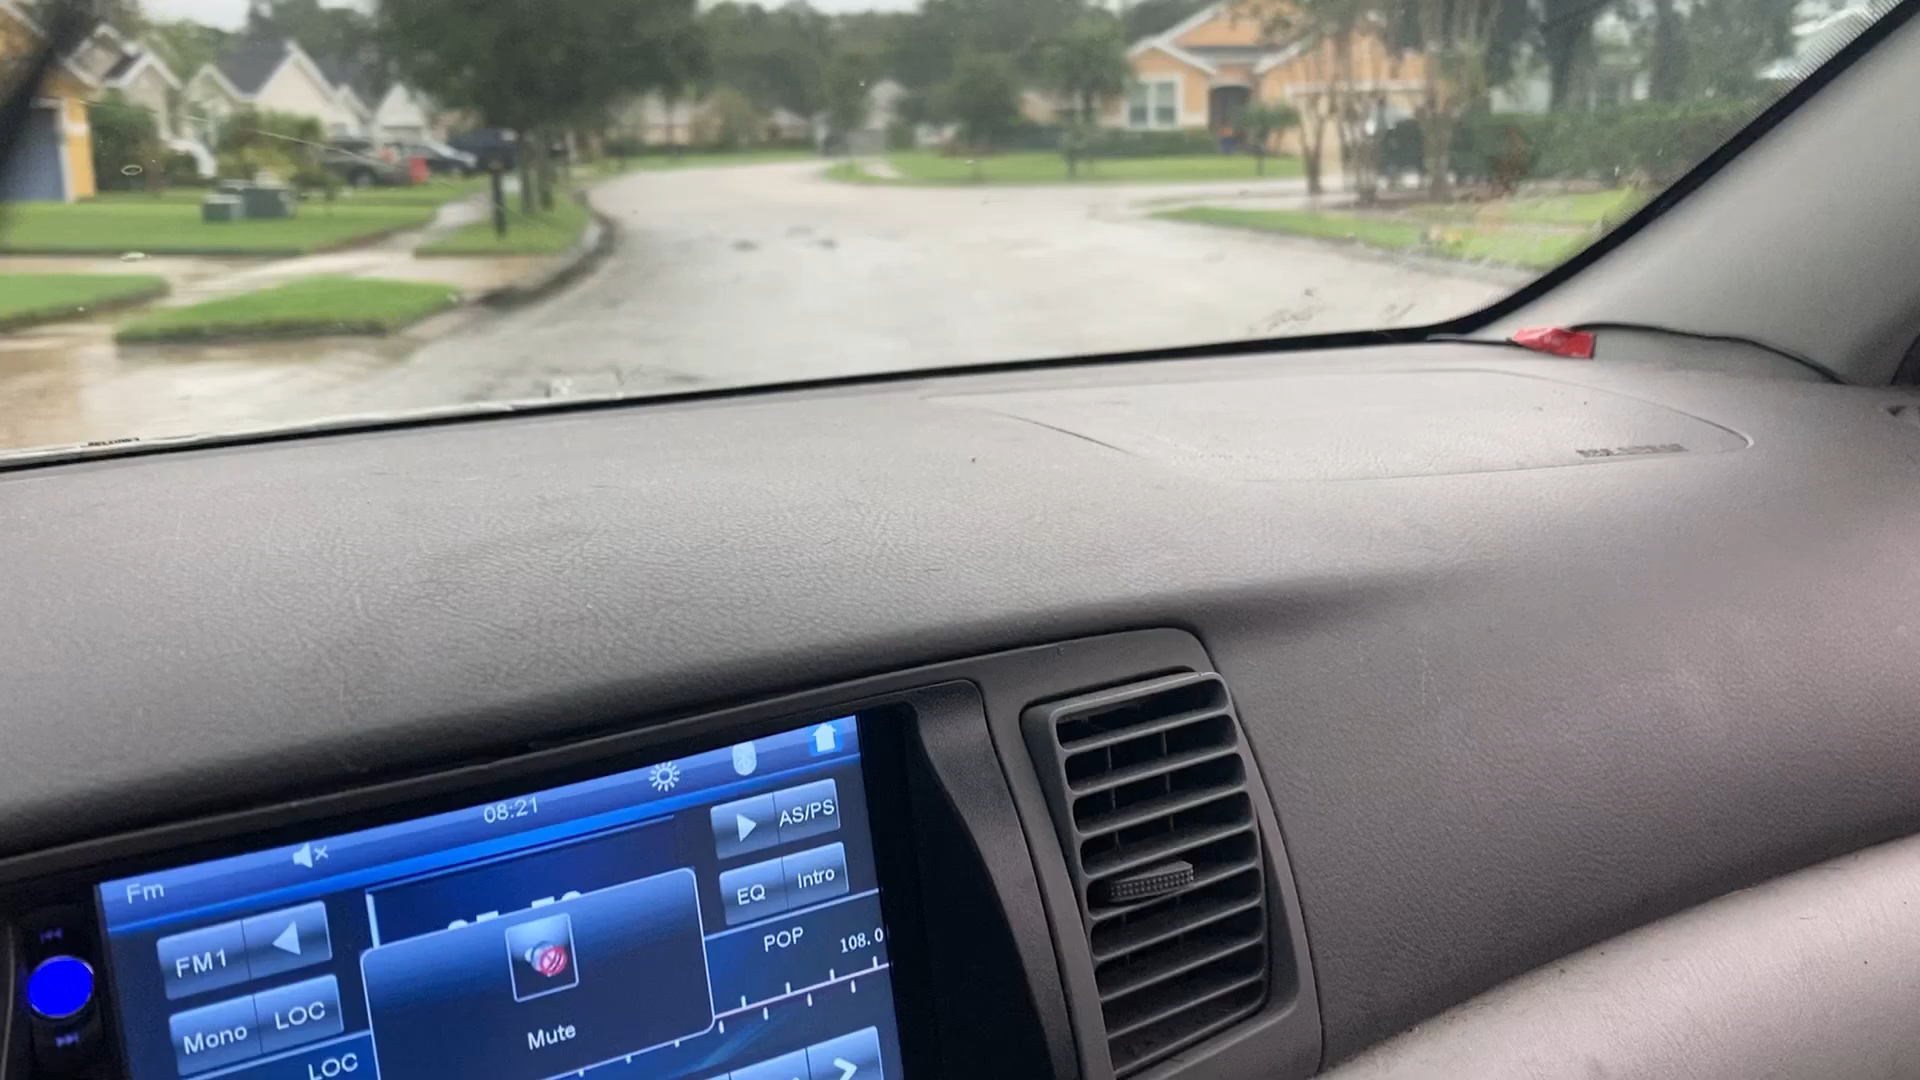 08:21
Fm
AS/PS
EQ
Intro
FM1
POP
108.0
Mono
LOC
LOC
Mute